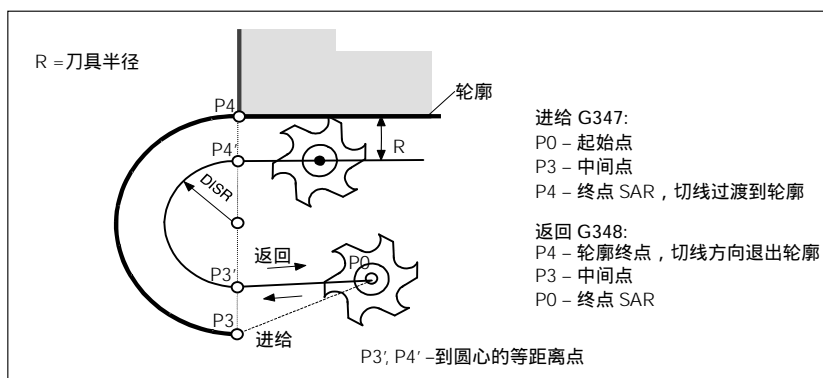 R =刀具半径
轮廓
P4
P4'
R
DISR
返回
P0
P3'
P3
进给
进给 G347:
P0 – 起始点
P3 – 中间点
P4 – 终点 SAR，切线过渡到轮廓
返回 G348:
P4 – 轮廓终点，切线方向退出轮廓
P3 – 中间点
P0 – 终点 SAR
P3', P4' –到圆心的等距离点